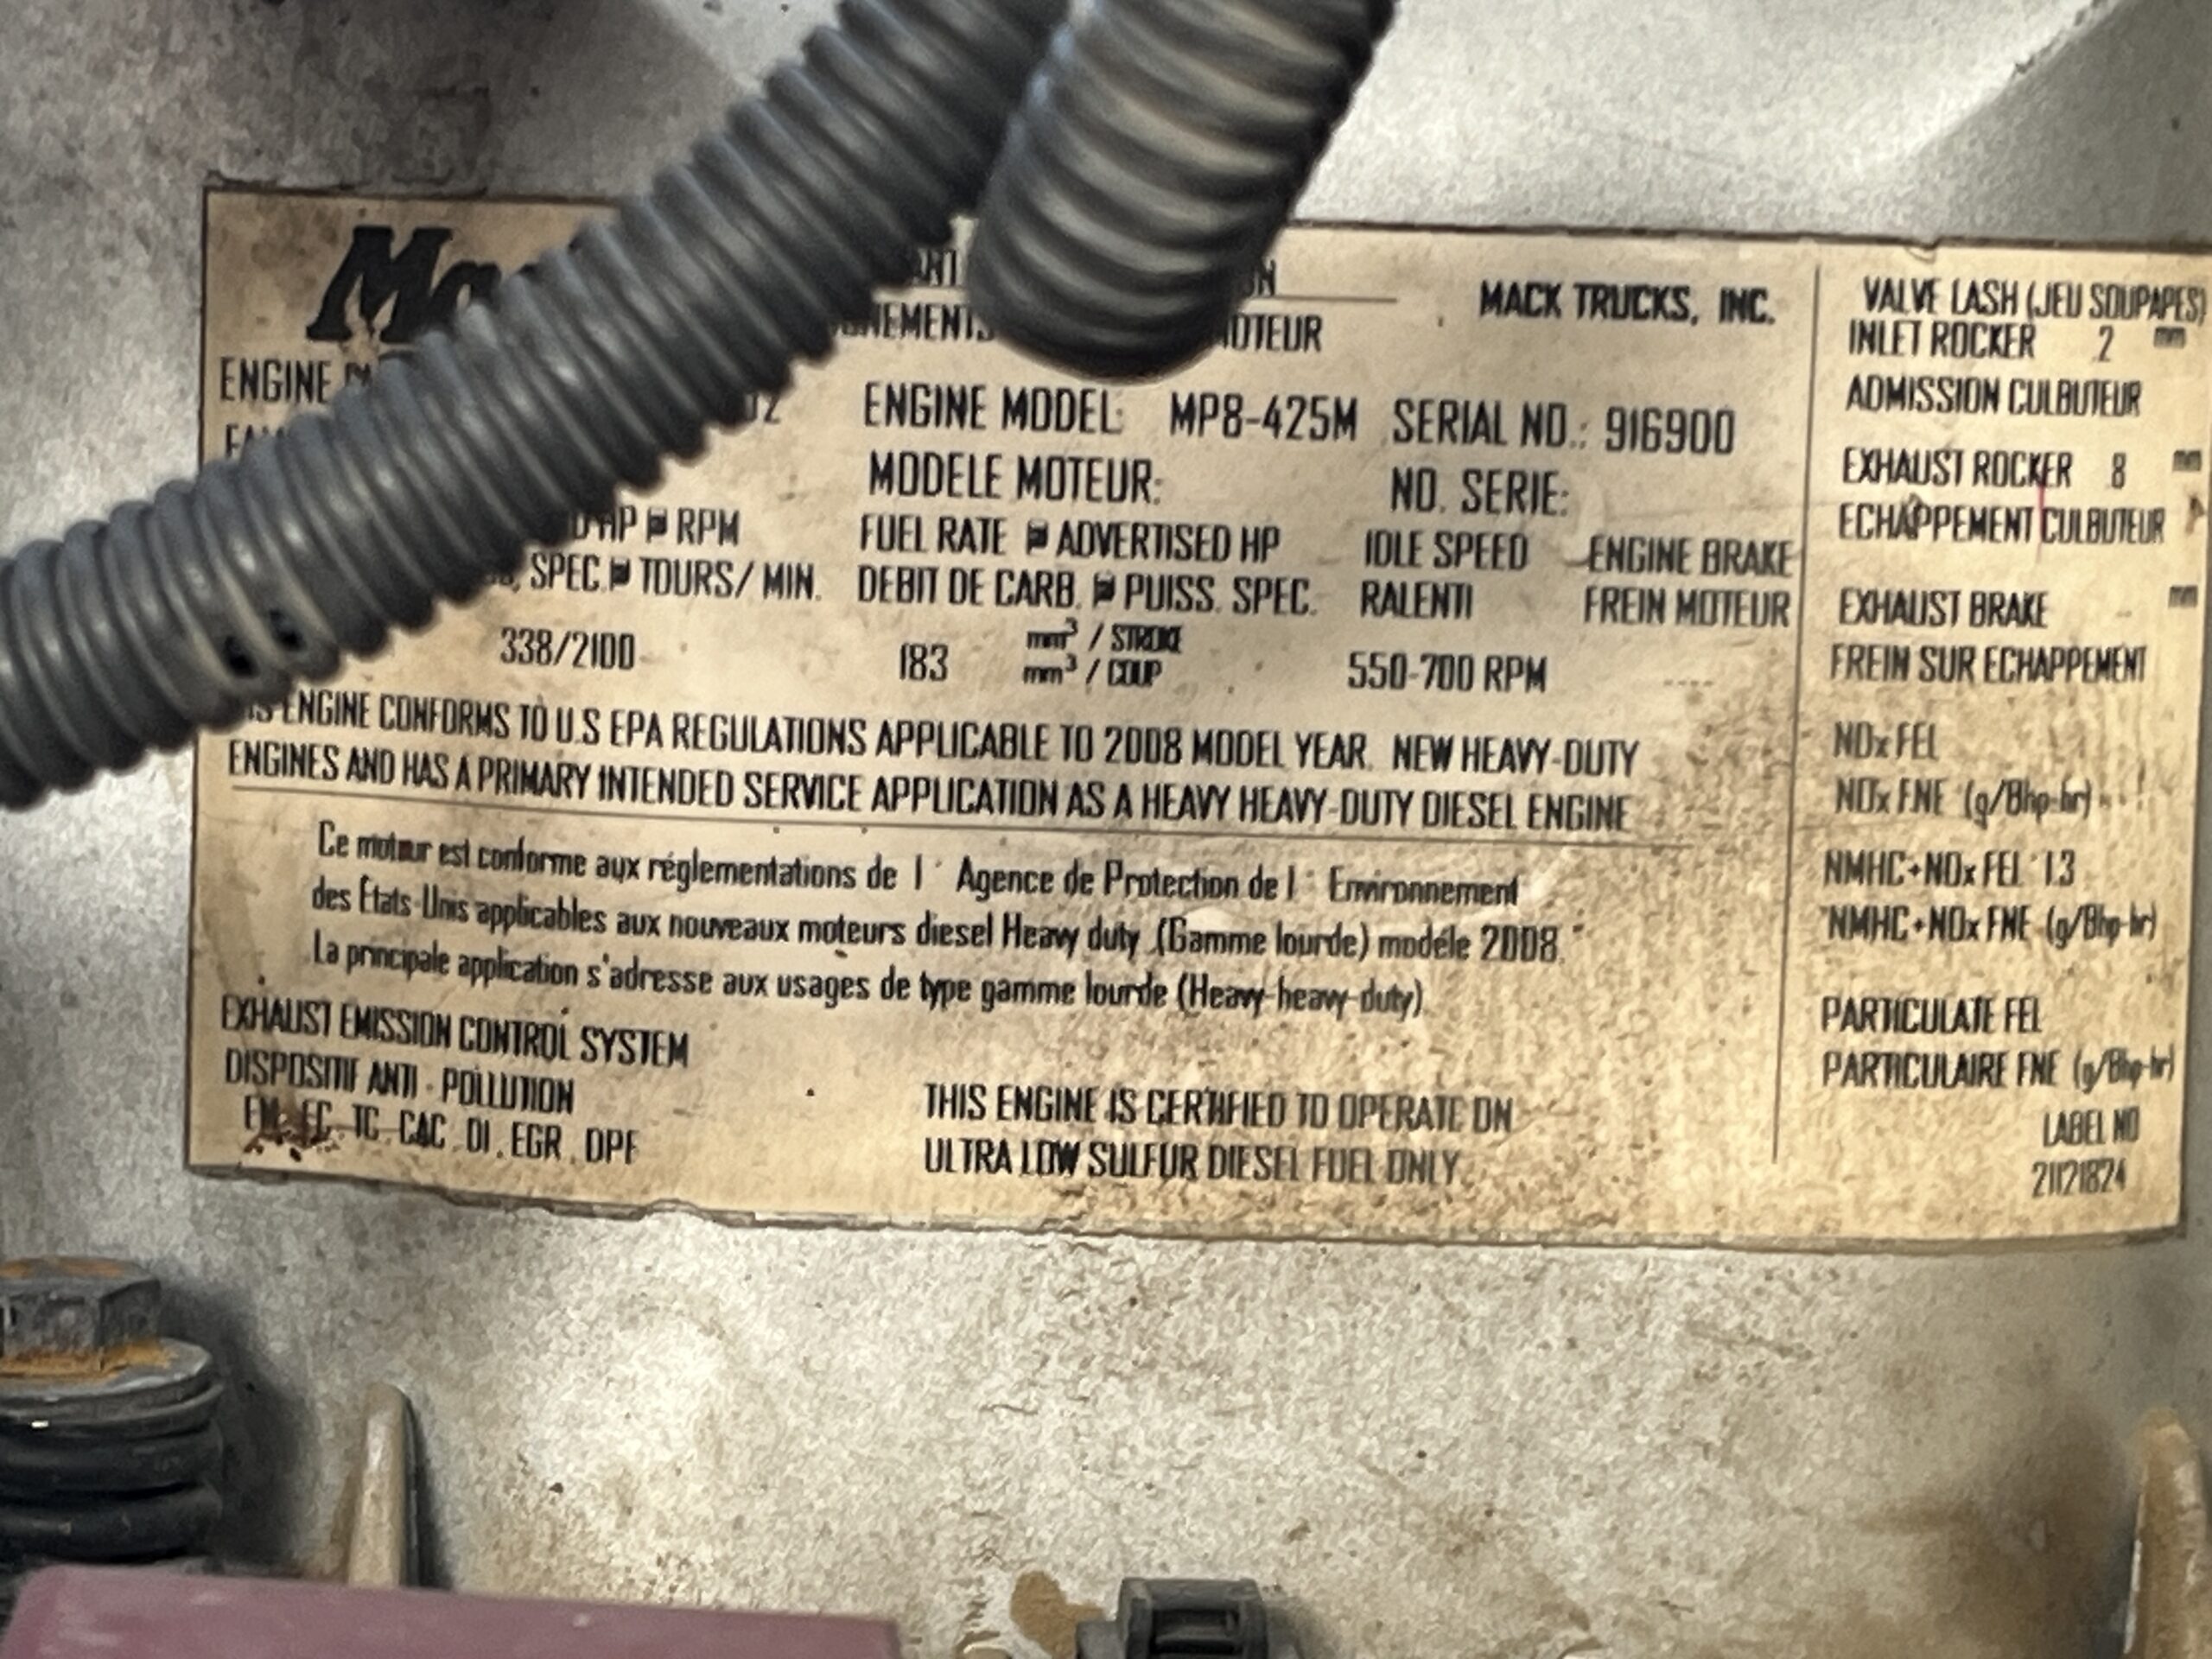 MACK TRUCKS, INC.
MOTEUR
ENGINE
ENGINE MODEL: MP8-425M SERIAL NO.: 916900
MODELE MOTEUR: NO. SERIE:
HP RPM FUEL RATE ADVERTISED HP IDLE SPEED ENGINE BRAKE
SPEC. TOURS/ MIN. DEBIT DE CARB. PUISS. SPEC. RALENTI FREIN MOTEUR
338/2100 183 mm³ / STROKE 550-700 RPM ----
mm³ / COUP
ENGINE CONFORMS TO U.S EPA REGULATIONS APPLICABLE TO 2008 MODEL YEAR. NEW HEAVY-DUTY
ENGINES AND HAS A PRIMARY INTENDED SERVICE APPLICATION AS A HEAVY HEAVY-DUTY DIESEL ENGINE
Ce moteur est conforme aux réglementations de l' Agence de Protection de l' Environnement
des Etats-Unis applicables aux nouveaux moteurs diesel Heavy duty (Gamme lourde) modéle 2008.
La principale application s'adresse aux usages de type gamme lourde (Heavy-heavy-duty)
EXHAUST EMISSION CONTROL SYSTEM
DISPOSITIF ANTI - POLLUTION
EM, EC, TC, CAC, DI, EGR, DPF
THIS ENGINE IS CERTIFIED TO OPERATE ON
ULTRA LOW SULFUR DIESEL FUEL ONLY.
VALVE LASH (JEU SOUPAPES)
INLET ROCKER 2 mm
ADMISSION CULBUTEUR
EXHAUST ROCKER 8 mm
ECHAPPEMENT CULBUTEUR
EXHAUST BRAKE mm
FREIN SUR ECHAPPEMENT
NOx FEL
NOx FNE (g/Bhp-hr)
NMHC+NOx FEL 1.3
NMHC+NOx FNE (g/Bhp-hr)
PARTICULATE FEL
PARTICULAIRE FNE (g/Bhp-hr)
LABEL NO
21121824